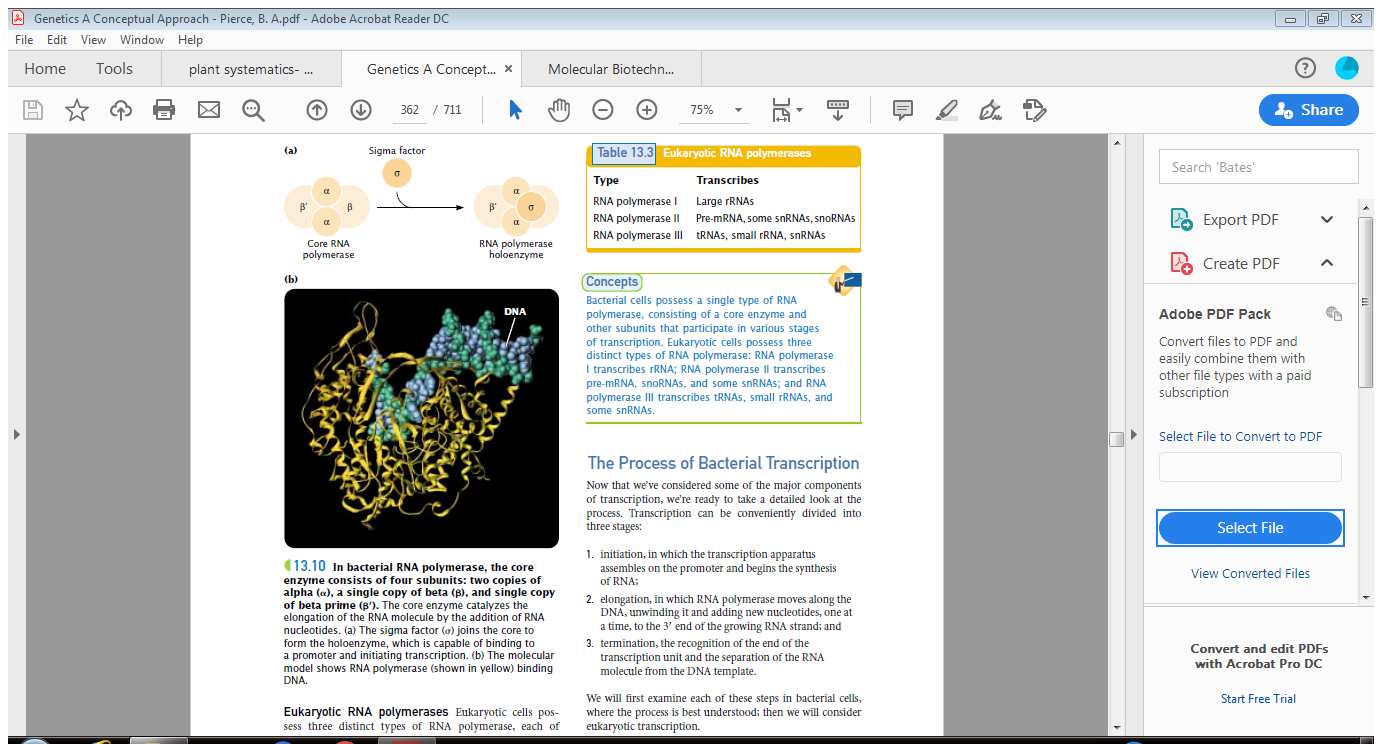 Genetics A Conceptual Approach - Pierce, B. A.pdf - Adobe Acrobat Reader DC
File Edit View Window Help
Home Tools plant systematics- ... Genetics A Concept... × Molecular Biotechn...
362 / 711 75% Share
(a)
Sigma factor
σ
α
β′ β
α
Core RNA
polymerase
α
β′ σ
α
RNA polymerase
holoenzyme
(b)
DNA
13.10 In bacterial RNA polymerase, the core
enzyme consists of four subunits: two copies of
alpha (α), a single copy of beta (β), and single copy
of beta prime (β′). The core enzyme catalyzes the
elongation of the RNA molecule by the addition of RNA
nucleotides. (a) The sigma factor (σ) joins the core to
form the holoenzyme, which is capable of binding to
a promoter and initiating transcription. (b) The molecular
model shows RNA polymerase (shown in yellow) binding
DNA.
Eukaryotic RNA polymerases Eukaryotic cells pos-
sess three distinct types of RNA polymerase, each of
Table 13.3 Eukaryotic RNA polymerases
Type Transcribes
RNA polymerase I Large rRNAs
RNA polymerase II Pre-mRNA, some snRNAs, snoRNAs
RNA polymerase III tRNAs, small rRNA, snRNAs
Concepts
Bacterial cells possess a single type of RNA
polymerase, consisting of a core enzyme and
other subunits that participate in various stages
of transcription. Eukaryotic cells possess three
distinct types of RNA polymerase: RNA polymerase
I transcribes rRNA; RNA polymerase II transcribes
pre-mRNA, snoRNAs, and some snRNAs; and RNA
polymerase III transcribes tRNAs, small rRNAs, and
some snRNAs.
The Process of Bacterial Transcription
Now that we’ve considered some of the major components
of transcription, we’re ready to take a detailed look at the
process. Transcription can be conveniently divided into
three stages:
1. initiation, in which the transcription apparatus
assembles on the promoter and begins the synthesis
of RNA;
2. elongation, in which RNA polymerase moves along the
DNA, unwinding it and adding new nucleotides, one at
a time, to the 3′ end of the growing RNA strand; and
3. termination, the recognition of the end of the
transcription unit and the separation of the RNA
molecule from the DNA template.
We will first examine each of these steps in bacterial cells,
where the process is best understood; then we will consider
eukaryotic transcription.
Search 'Bates'
Export PDF
Create PDF
Adobe PDF Pack
Convert files to PDF and
easily combine them with
other file types with a paid
subscription
Select File to Convert to PDF
Select File
View Converted Files
Convert and edit PDFs
with Acrobat Pro DC
Start Free Trial